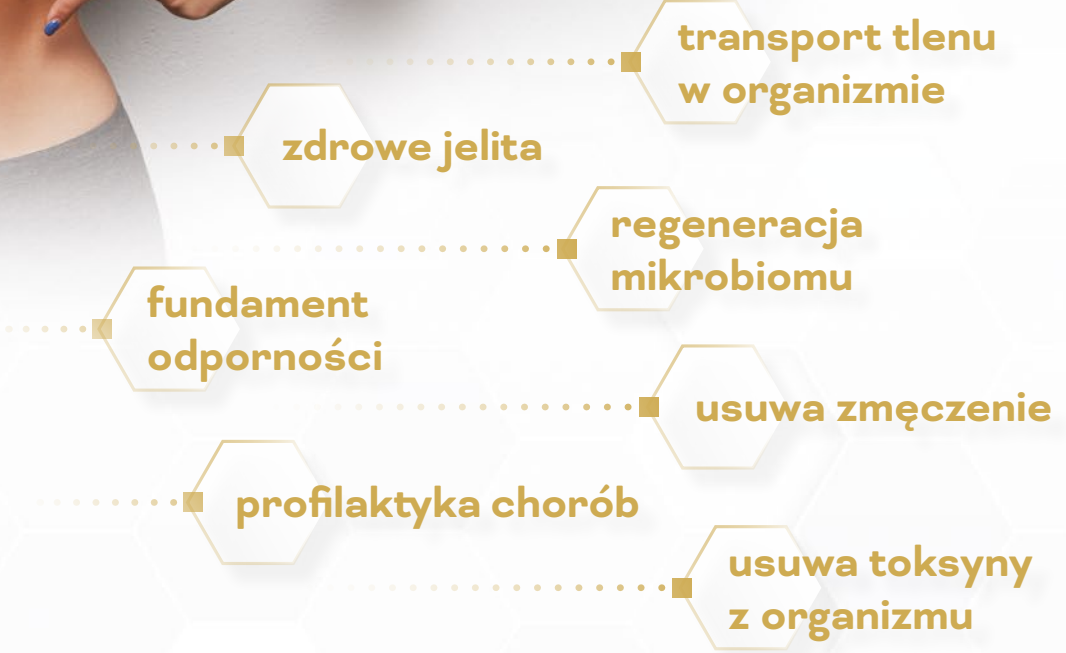 transport tlenu
w organizmie
zdrowe jelita
regeneracja
mikrobiomu
fundament
odporności
usuwa zmęczenie
profilaktyka chorób
usuwa toksyny
z organizmu